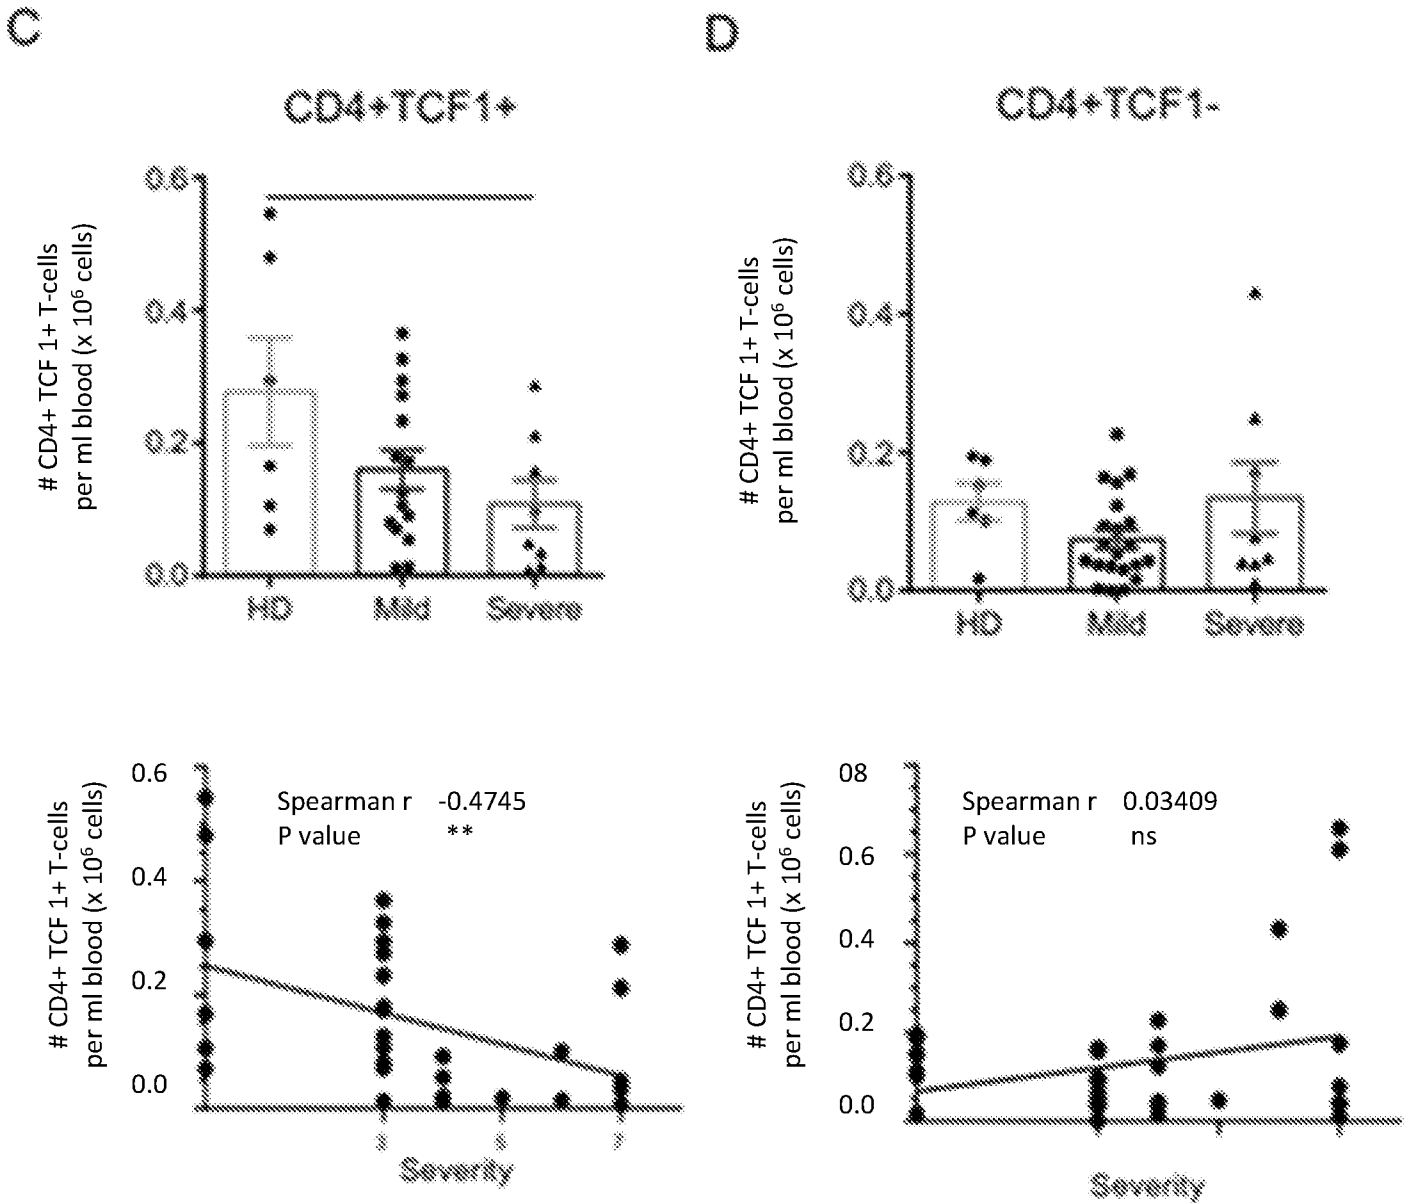 C
CD4+TCF1+
# CD4+ TCF 1+ T-cells
per ml blood (x 10⁶ cells)
0.6
0.4
0.2
0.0
HD
Mild
Severe
D
CD4+TCF1-
# CD4+ TCF 1+ T-cells
per ml blood (x 10⁶ cells)
0.6
0.4
0.2
0.0
HD
Mild
Severe
# CD4+ TCF 1+ T-cells
per ml blood (x 10⁶ cells)
0.6
0.4
0.2
0.0
Spearman r -0.4745
P value **
Severity
# CD4+ TCF 1+ T-cells
per ml blood (x 10⁶ cells)
08
0.6
0.4
0.2
0.0
Spearman r 0.03409
P value ns
Severity